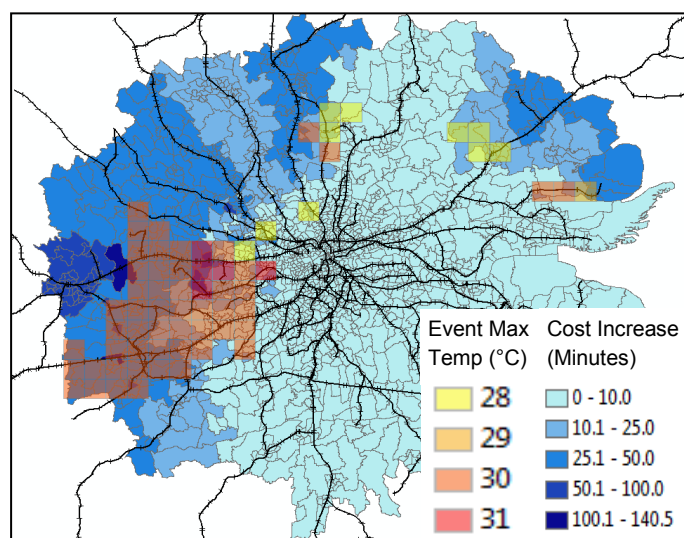 Event Max
Temp (°C)
28
29
30
31
Cost Increase
(Minutes)
0 - 10.0
10.1 - 25.0
25.1 - 50.0
50.1 - 100.0
100.1 - 140.5